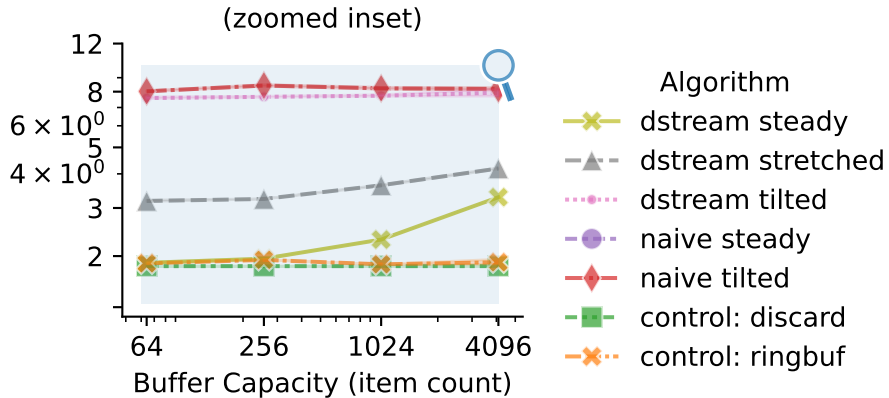 (zoomed inset)
12
8
6 × 10⁰
5
4 × 10⁰
3
2
64 256 1024 4096
Buffer Capacity (item count)
Algorithm
dstream steady
dstream stretched
dstream tilted
naive steady
naive tilted
control: discard
control: ringbuf